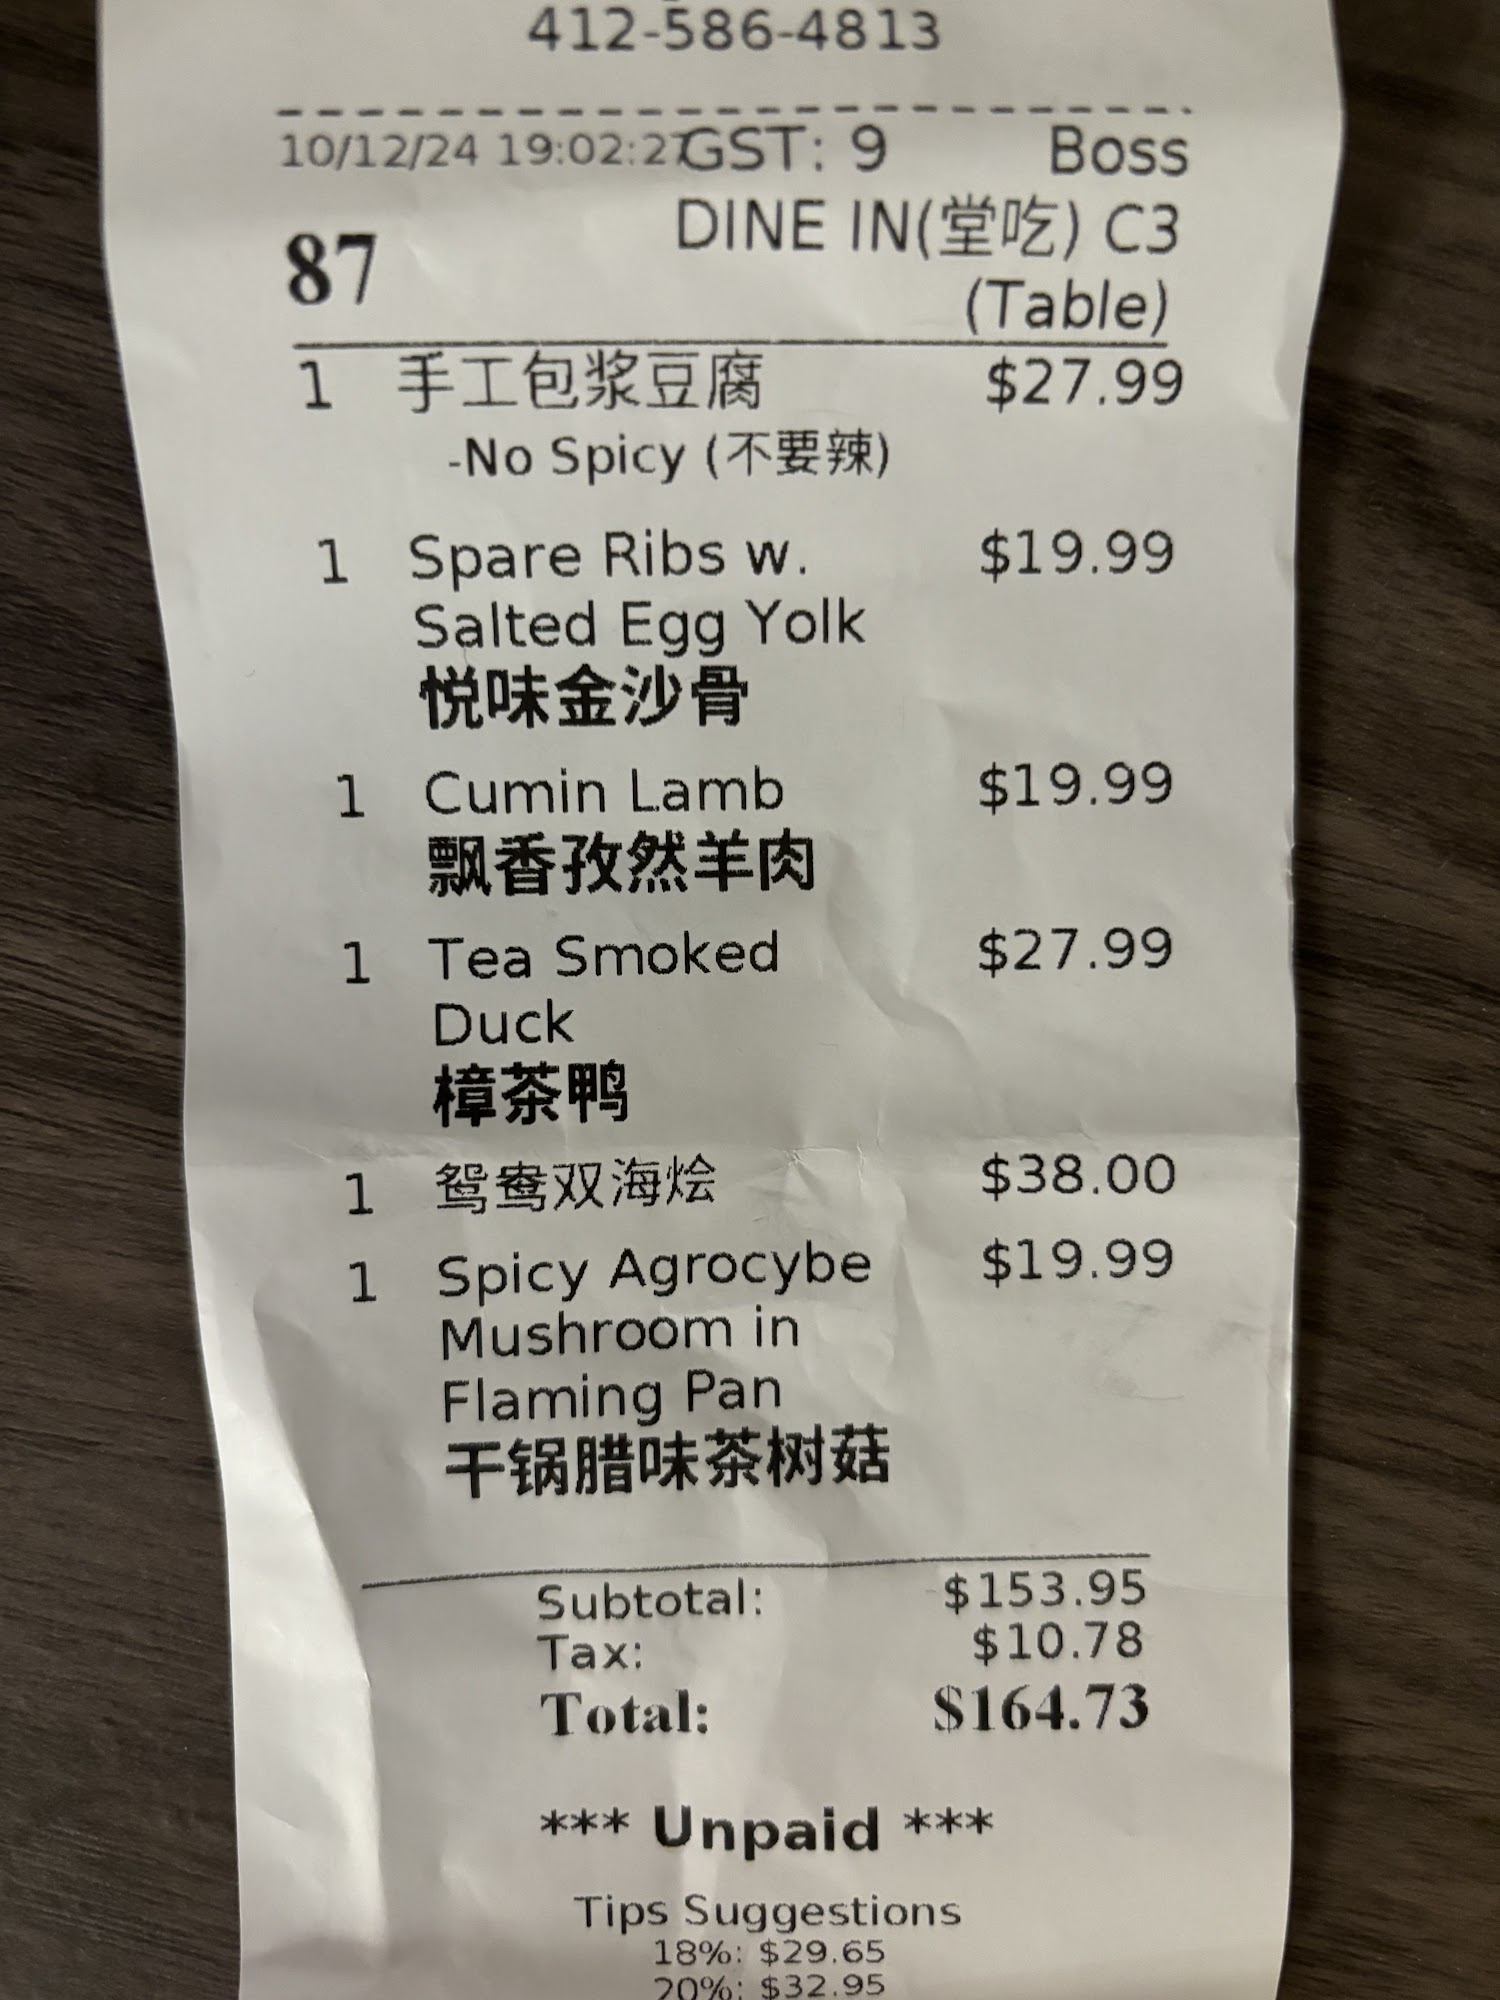 412-586-4813
10/12/24 19:02:27 GST: 9 Boss
DINE IN(堂吃) C3
87
(Table)
1 手工包浆豆腐 $27.99
-No Spicy (不要辣)
1 Spare Ribs w. $19.99
Salted Egg Yolk
悦味金沙骨
1 Cumin Lamb $19.99
飘香孜然羊肉
1 Tea Smoked $27.99
Duck
樟茶鸭
1 鸳鸯双海烩 $38.00
1 Spicy Agrocybe $19.99
Mushroom in
Flaming Pan
干锅腊味茶树菇
Subtotal: $153.95
Tax: $10.78
Total: $164.73
*** Unpaid ***
Tips Suggestions
18%: $29.65
20%: $32.95